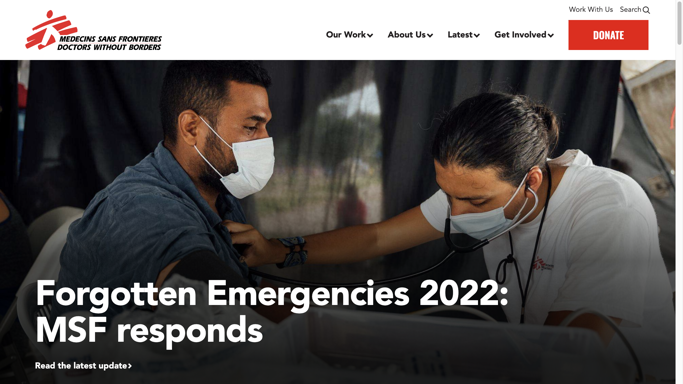 Work With Us
Search
MEDECINS SANS FRONTIERES
DOCTORS WITHOUT BORDERS
Our Work
About Us
Latest
Get Involved
DONATE
Forgotten Emergencies 2022:
MSF responds
Read the latest update